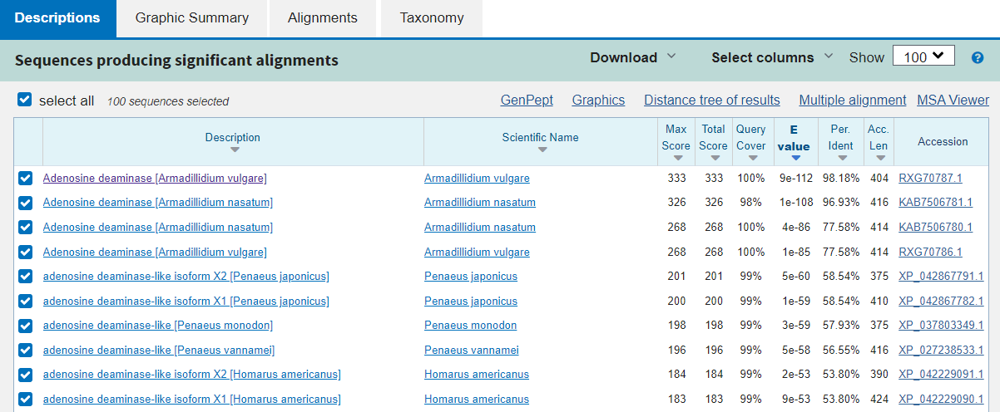 Descriptions Graphic Summary Alignments Taxonomy
Sequences producing significant alignments Download Select columns Show 100 ?
select all 100 sequences selected GenPept Graphics Distance tree of results Multiple alignment MSA Viewer
Description Scientific Name Max Score Total Score Query Cover E value Per. Ident Acc. Len Accession
Adenosine deaminase [Armadillidium vulgare] Armadillidium vulgare 333 333 100% 9e-112 98.18% 404 RXG70787.1
Adenosine deaminase [Armadillidium nasatum] Armadillidium nasatum 326 326 98% 1e-108 96.93% 416 KAB7506781.1
Adenosine deaminase [Armadillidium nasatum] Armadillidium nasatum 268 268 100% 4e-86 77.58% 414 KAB7506780.1
Adenosine deaminase [Armadillidium vulgare] Armadillidium vulgare 268 268 100% 1e-85 77.58% 414 RXG70786.1
adenosine deaminase-like isoform X2 [Penaeus japonicus] Penaeus japonicus 201 201 99% 5e-60 58.54% 375 XP_042867791.1
adenosine deaminase-like isoform X1 [Penaeus japonicus] Penaeus japonicus 200 200 99% 1e-59 58.54% 410 XP_042867782.1
adenosine deaminase-like [Penaeus monodon] Penaeus monodon 198 198 99% 3e-59 57.93% 375 XP_037803349.1
adenosine deaminase-like [Penaeus vannamei] Penaeus vannamei 196 196 99% 5e-58 56.55% 416 XP_027238533.1
adenosine deaminase-like isoform X2 [Homarus americanus] Homarus americanus 184 184 99% 2e-53 53.80% 390 XP_042229091.1
adenosine deaminase-like isoform X1 [Homarus americanus] Homarus americanus 183 183 99% 9e-53 53.80% 424 XP_042229090.1